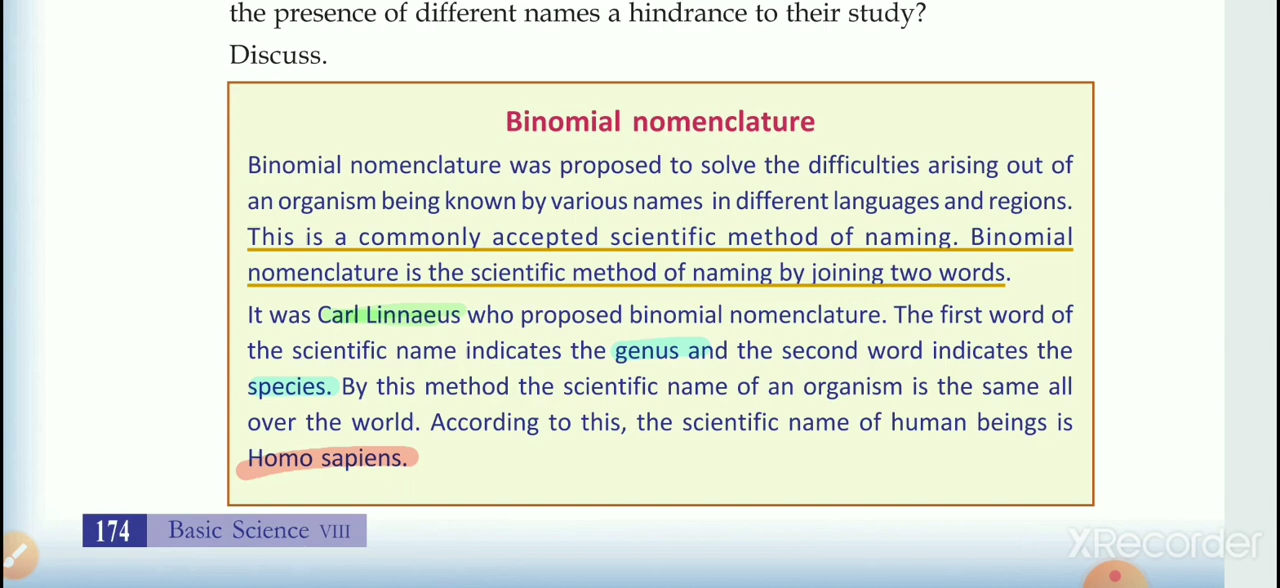 the presence of different names a hindrance to their study?
Discuss.
Binomial nomenclature
Binomial nomenclature was proposed to solve the difficulties arising out of
an organism being known by various names in different languages and regions.
This is a commonly accepted scientific method of naming. Binomial
nomenclature is the scientific method of naming by joining two words.
It was Carl Linnaeus who proposed binomial nomenclature. The first word of
the scientific name indicates the genus and the second word indicates the
species. By this method the scientific name of an organism is the same all
over the world. According to this, the scientific name of human beings is
Homo sapiens.
174 Basic Science VIII
XRecorder